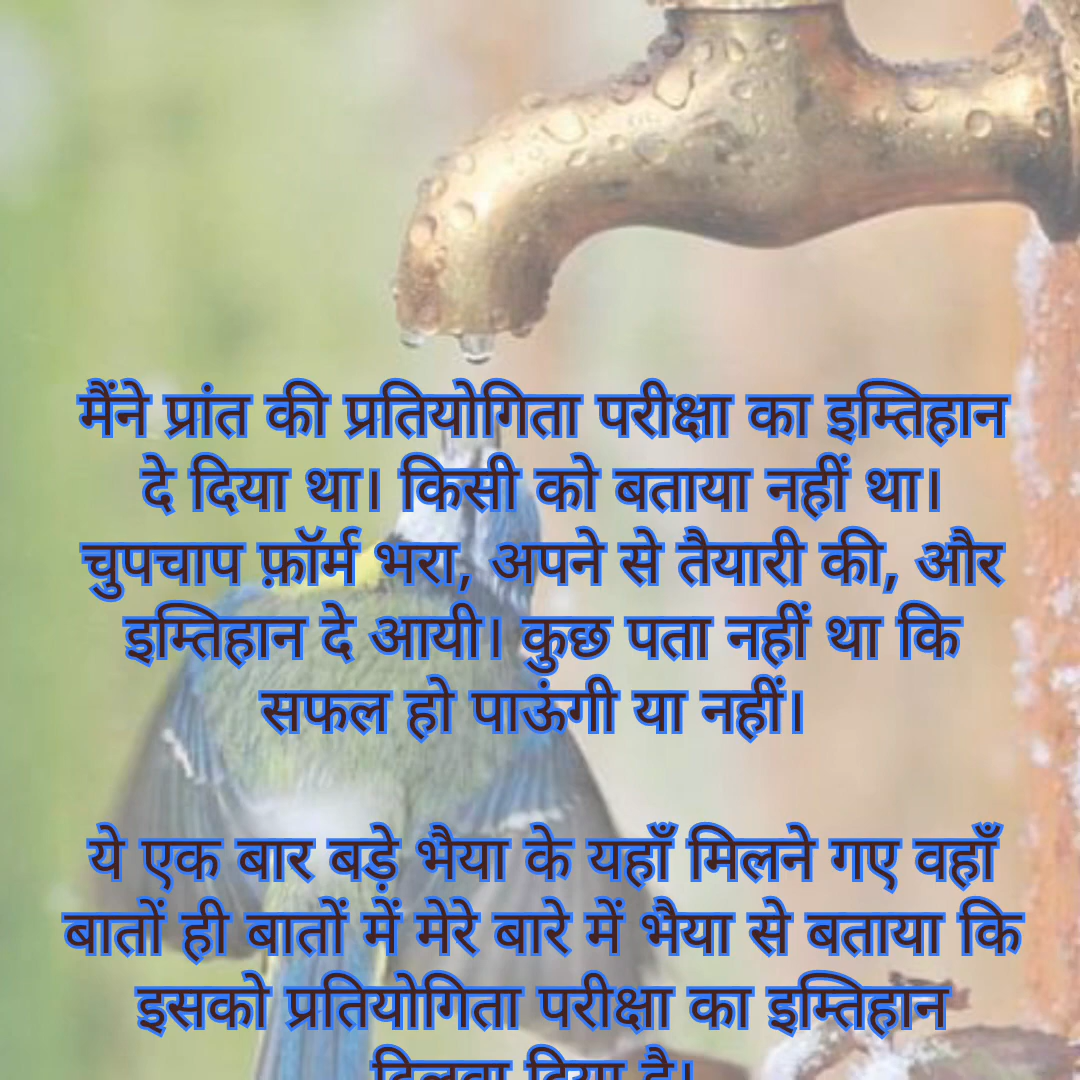 मैंने प्रांत की प्रतियोगिता परीक्षा का इम्तिहान
दे दिया था। किसी को बताया नहीं था।
चुपचाप फ़ॉर्म भरा, अपने से तैयारी की, और
इम्तिहान दे आयी। कुछ पता नहीं था कि
सफल हो पाऊंगी या नहीं।
ये एक बार बड़े भैया के यहाँ मिलने गए वहाँ
बातों ही बातों में मेरे बारे में भैया से बताया कि
इसको प्रतियोगिता परीक्षा का इम्तिहान
दिलवा दिया है।